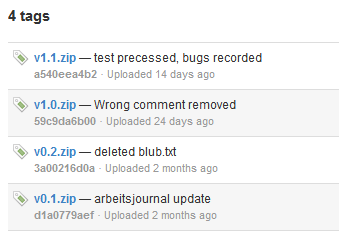 4 tags
v1.1.zip — test precessed, bugs recorded
a540eea4b2 · Uploaded 14 days ago
v1.0.zip — Wrong comment removed
59c9da6b00 · Uploaded 24 days ago
v0.2.zip — deleted blub.txt
3a00216d0a · Uploaded 2 months ago
v0.1.zip — arbeitsjournal update
d1a0779aef · Uploaded 2 months ago